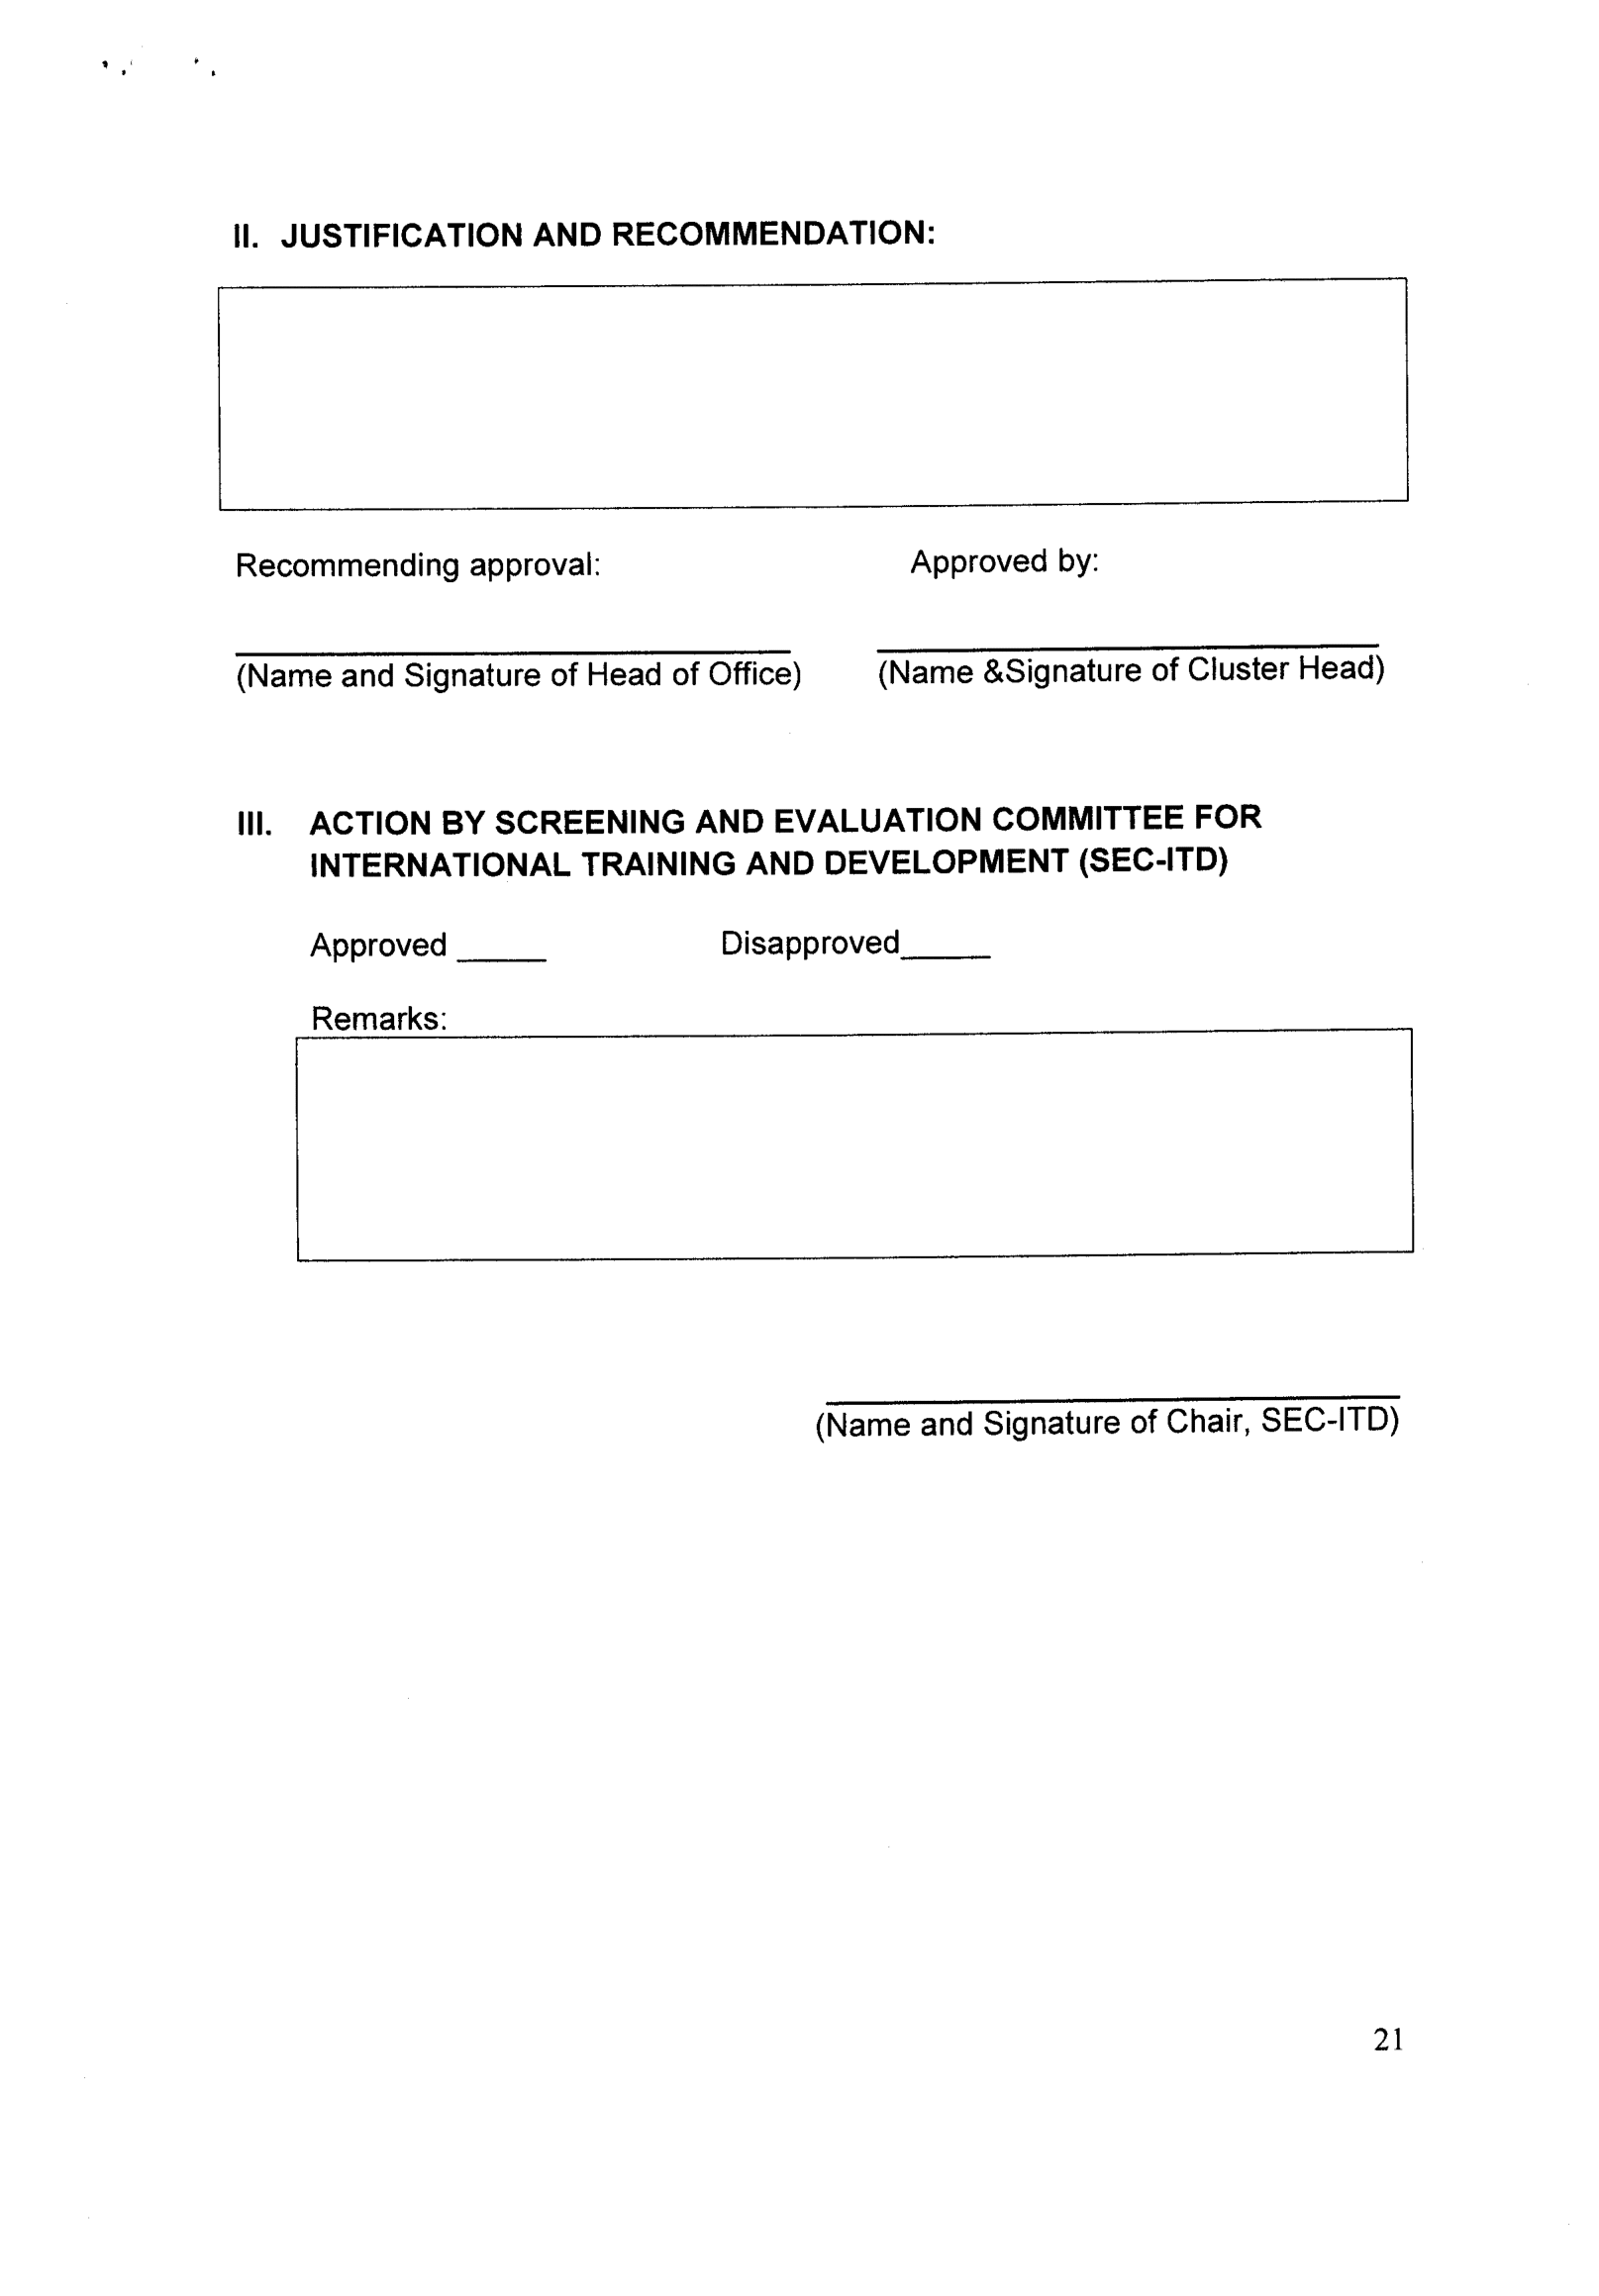 II. JUSTIFICATION AND RECOMMENDATION:
Recommending approval:
Approved by:
(Name and Signature of Head of Office)
(Name &Signature of Cluster Head)
III. ACTION BY SCREENING AND EVALUATION COMMITTEE FOR
INTERNATIONAL TRAINING AND DEVELOPMENT (SEC-ITD)
Approved _____ Disapproved_____
Remarks:
(Name and Signature of Chair, SEC-ITD)
21